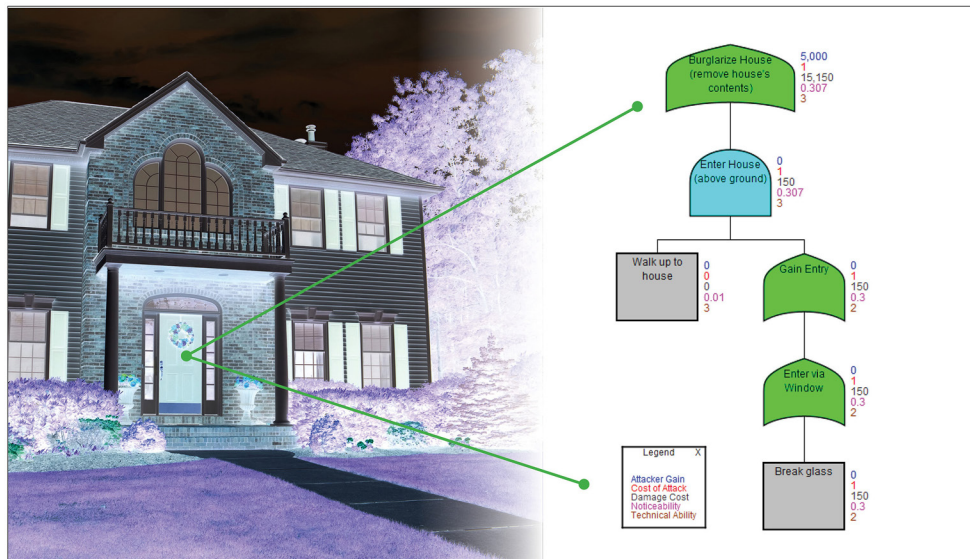 Burglarize House
(remove house's
contents)
5,000
1
15,150
0.307
3
Enter House
(above ground)
0
1
150
0.307
3
Walk up to
house
0
0
0
0.01
3
Gain Entry
0
1
150
0.3
2
Enter via
Window
0
1
150
0.3
2
Legend X
Attacker Gain
Cost of Attack
Damage Cost
Noticeability
Technical Ability
Break glass
0
1
150
0.3
2